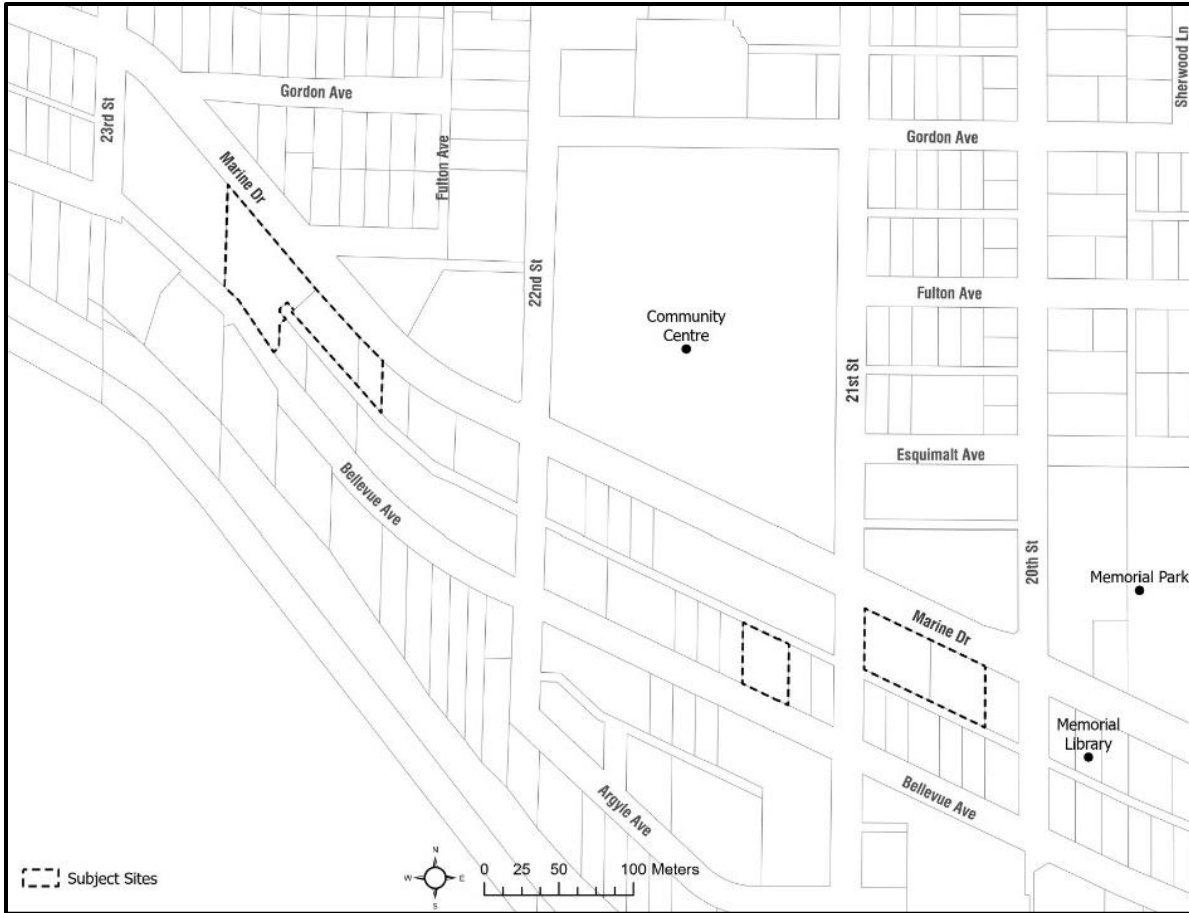 Sherwood Ln
Gordon Ave
23rd St
Fulton Ave
Gordon Ave
Marine Dr
22nd St
Fulton Ave
Community
Centre
21st St
Esquimalt Ave
Bellevue Ave
20th St
Memorial Park
Marine Dr
Memorial
Library
Bellevue Ave
Argyle Ave
Subject Sites
N
W
E
S
0 25 50 100 Meters